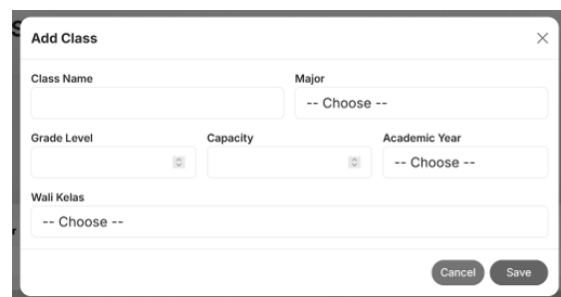 Add Class
Class Name Major
-- Choose --
Grade Level Capacity Academic Year
-- Choose --
Wali Kelas
-- Choose --
Cancel Save